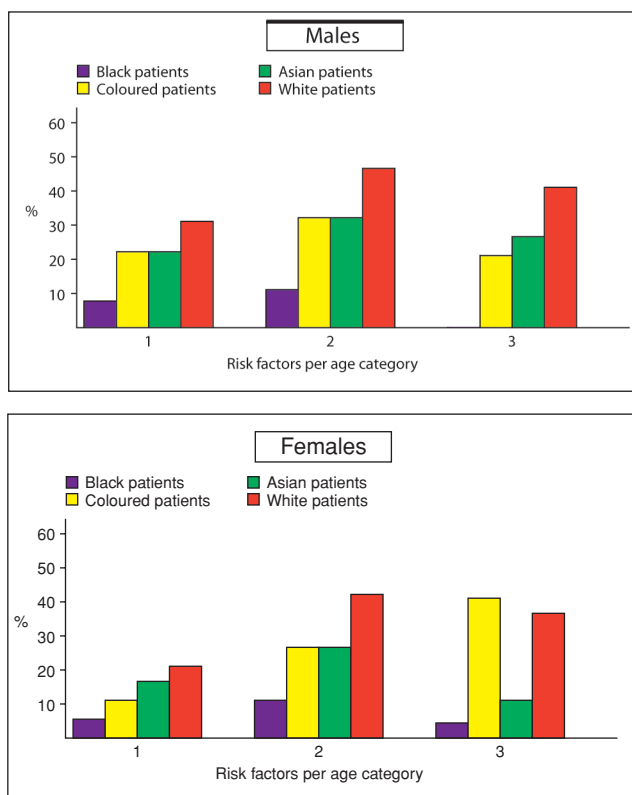 Males
Black patients Asian patients
Coloured patients White patients
60
50
40
%
30
20
10
1 2 3
Risk factors per age category
Females
Black patients Asian patients
Coloured patients White patients
60
50
40
%
30
20
10
1 2 3
Risk factors per age category